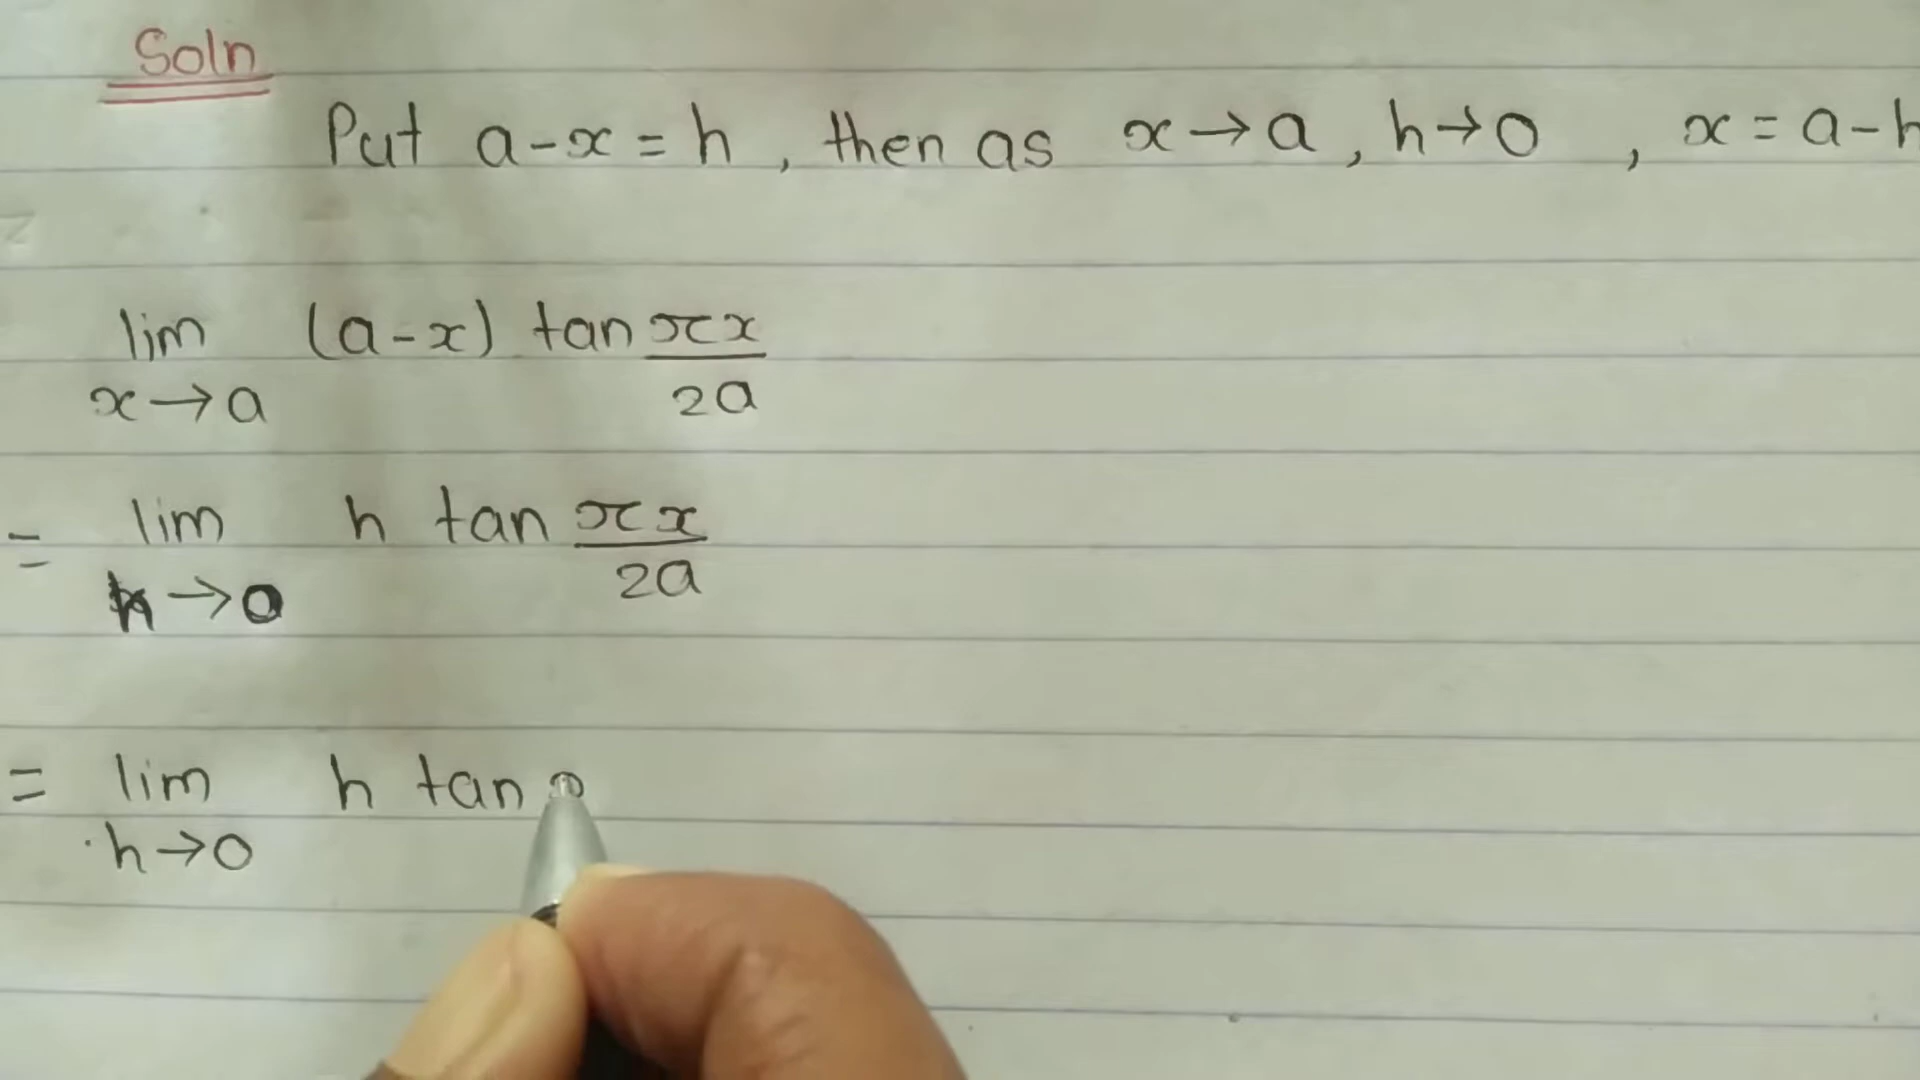 Soln
Put a-x=h, then as x→a, h→0, x=a-h
lim (a-x) tan πx
x→a 2a
= lim h tan πx
h→0 2a
= lim h tan
h→0